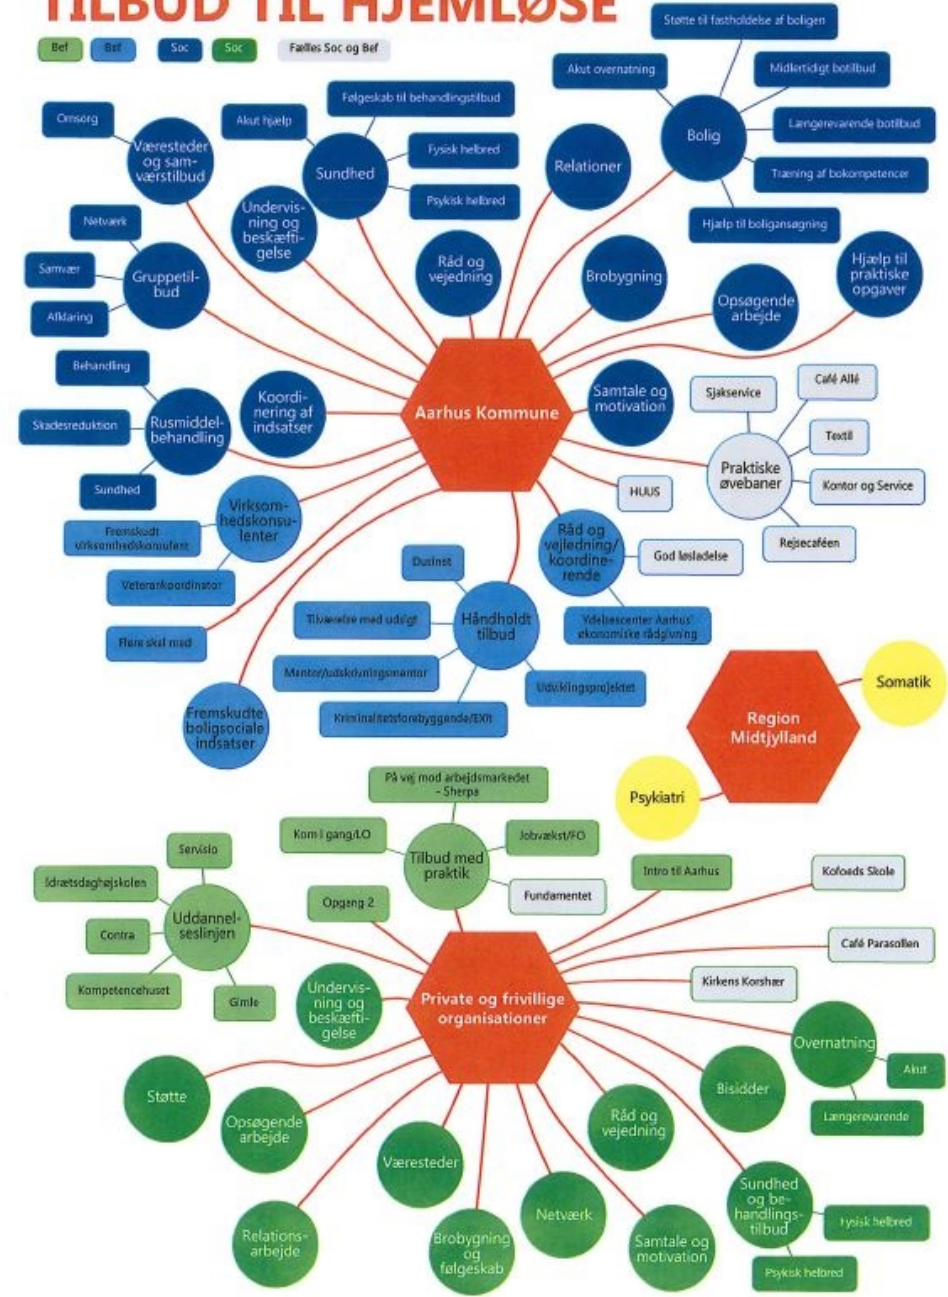 TILBUD TIL HJEMLØSE
Bef
Bef
Soc
Soc
Fælles Soc og Bef
Støtte til fastholdelse af boligen
Akut overnatning
Midlertidigt botilbud
Bolig
Længerevarende botilbud
Træning af bokompetencer
Hjælp til boligansøgning
Følgeskab til behandlingstilbud
Akut hjælp
Fysisk helbred
Sundhed
Psykisk helbred
Omsorg
Væresteder
og sam-
værstilbud
Relationer
Undervis-
ning og
beskæfti-
gelse
Netværk
Samvær
Afklaring
Gruppetil-
bud
Råd og
vejedning
Brobygning
Opsøgende
arbejde
Hjælp til
praktiske
opgaver
Behandling
Skadesreduktion
Sundhed
Rusmiddel-
behandling
Koordi-
nering af
indsatser
Aarhus Kommune
Samtale og
motivation
Sjakservice
Café Allé
Textil
Praktiske
øvebaner
Kontor og Service
Rejsecaféen
HUUS
Virksom-
hedskonsu-
lenter
Fremskudt
virksomhedskonsulent
Veterankoordinator
Flere skal med
Råd og
vejledning/
koordine-
rende
God løsladelse
Ydelsescenter Aarhus'
økonomiske rådgivning
Håndholdt
tilbud
Tilværelse med udsigt
Mentor/udskrivningsmentor
Kriminalitetsforebyggende/EXIt
Udviklingsprojektet
Fremskudte
boligsociale
indsatser
Region
Midtjylland
Somatik
Psykiatri
På vej mod arbejdsmarkedet
- Sherpa
Kom i gang/LO
Jobvækst/FO
Tilbud med
praktik
Fundamentet
Opgang 2
Servisio
Idrætsdaghøjskolen
Contra
Kompetencehuset
Gimle
Uddannel-
seslinjen
Intro til Aarhus
Kofoeds Skole
Café Parasollen
Kirkens Korshær
Private og frivillige
organisationer
Undervis-
ning og
beskæfti-
gelse
Overnatning
Akut
Længerevarende
Bisidder
Støtte
Opsøgende
arbejde
Råd og
vejedning
Væresteder
Relations-
arbejde
Brobygning
og
følgeskab
Netværk
Samtale og
motivation
Sundhed
og be-
handlings-
tilbud
Fysisk helbred
Psykisk helbred